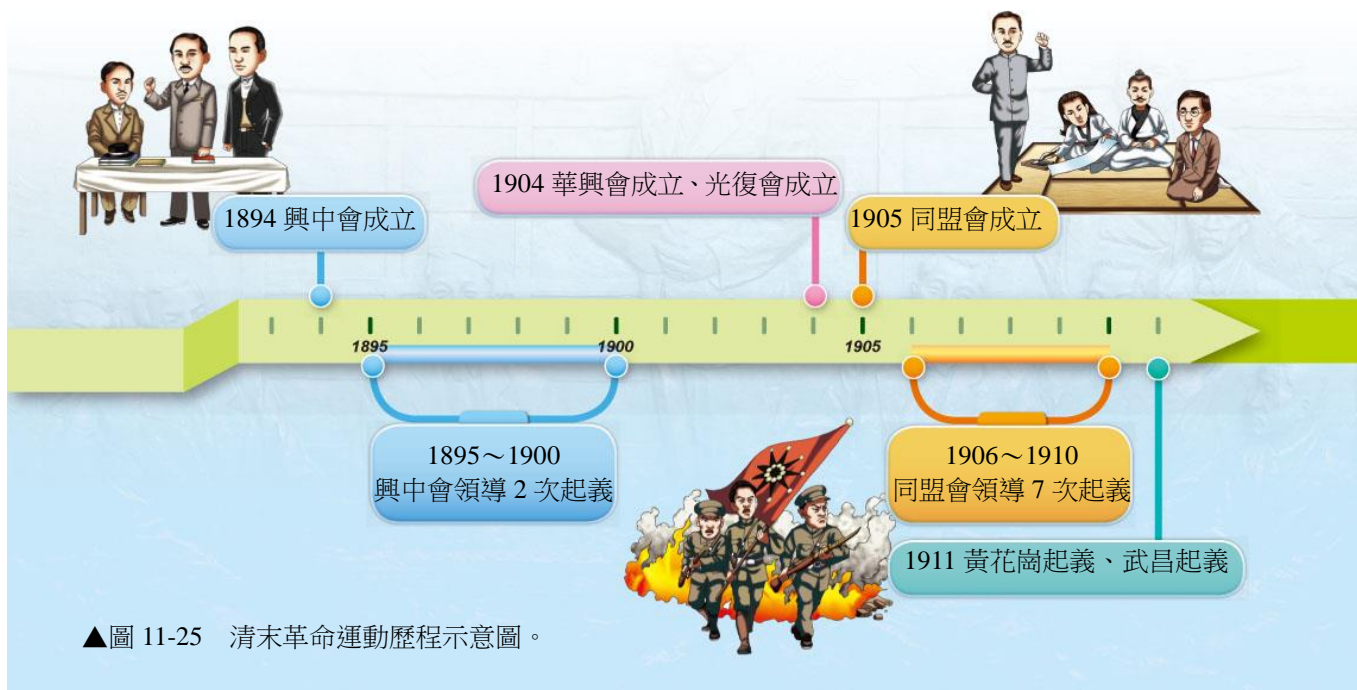 1904 華興會成立、光復會成立
1894 興中會成立
1905 同盟會成立
1895
1900
1905
1895～1900
興中會領導 2 次起義
1906～1910
同盟會領導 7 次起義
1911 黃花崗起義、武昌起義
▲圖 11-25 清末革命運動歷程示意圖。